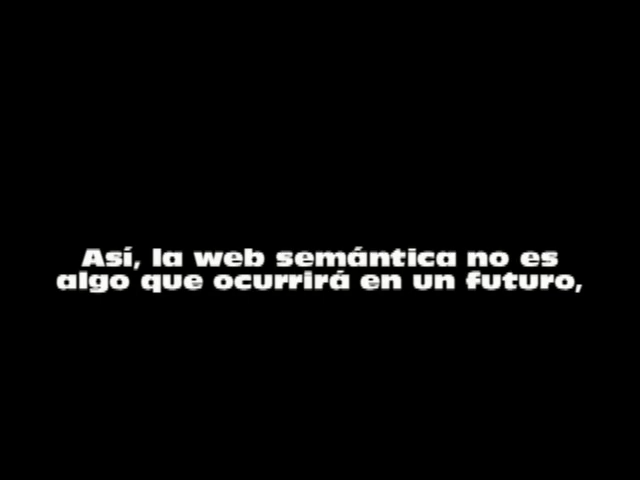 Así, la web semántica no es
algo que ocurrirá en un futuro,